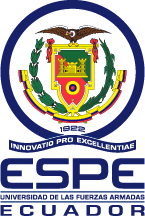 1922
INNOVATIO PRO EXCELLENTIAE
ESPE
UNIVERSIDAD DE LAS FUERZAS ARMADAS
ECUADOR